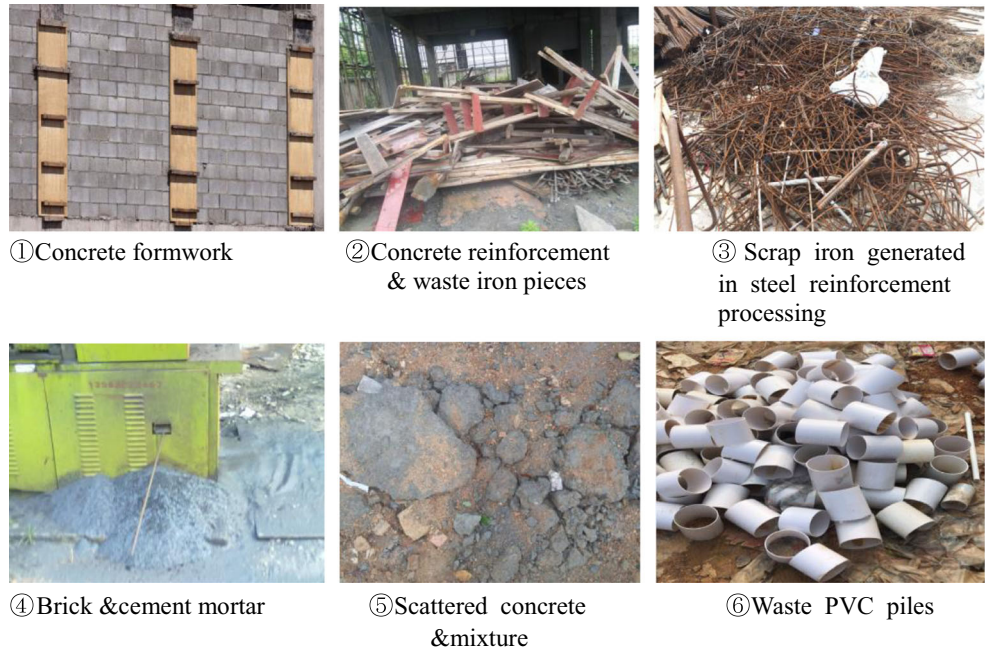 ①Concrete formwork
②Concrete reinforcement
& waste iron pieces
③ Scrap iron generated
in steel reinforcement
processing
④Brick &cement mortar
⑤Scattered concrete
&mixture
⑥Waste PVC piles